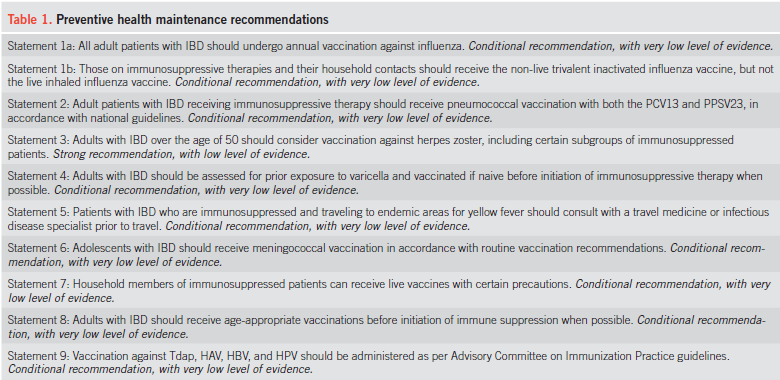 Table 1. Preventive health maintenance recommendations
Statement 1a: All adult patients with IBD should undergo annual vaccination against influenza. Conditional recommendation, with very low level of evidence.
Statement 1b: Those on immunosuppressive therapies and their household contacts should receive the non-live trivalent inactivated influenza vaccine, but not
the live inhaled influenza vaccine. Conditional recommendation, with very low level of evidence.
Statement 2: Adult patients with IBD receiving immunosuppressive therapy should receive pneumococcal vaccination with both the PCV13 and PPSV23, in
accordance with national guidelines. Conditional recommendation, with very low level of evidence.
Statement 3: Adults with IBD over the age of 50 should consider vaccination against herpes zoster, including certain subgroups of immunosuppressed
patients. Strong recommendation, with low level of evidence.
Statement 4: Adults with IBD should be assessed for prior exposure to varicella and vaccinated if naive before initiation of immunosuppressive therapy when
possible. Conditional recommendation, with very low level of evidence.
Statement 5: Patients with IBD who are immunosuppressed and traveling to endemic areas for yellow fever should consult with a travel medicine or infectious
disease specialist prior to travel. Conditional recommendation, with very low level of evidence.
Statement 6: Adolescents with IBD should receive meningococcal vaccination in accordance with routine vaccination recommendations. Conditional recom-
mendation, with very low level of evidence.
Statement 7: Household members of immunosuppressed patients can receive live vaccines with certain precautions. Conditional recommendation, with very
low level of evidence.
Statement 8: Adults with IBD should receive age-appropriate vaccinations before initiation of immune suppression when possible. Conditional recommenda-
tion, with very low level of evidence.
Statement 9: Vaccination against Tdap, HAV, HBV, and HPV should be administered as per Advisory Committee on Immunization Practice guidelines.
Conditional recommendation, with very low level of evidence.